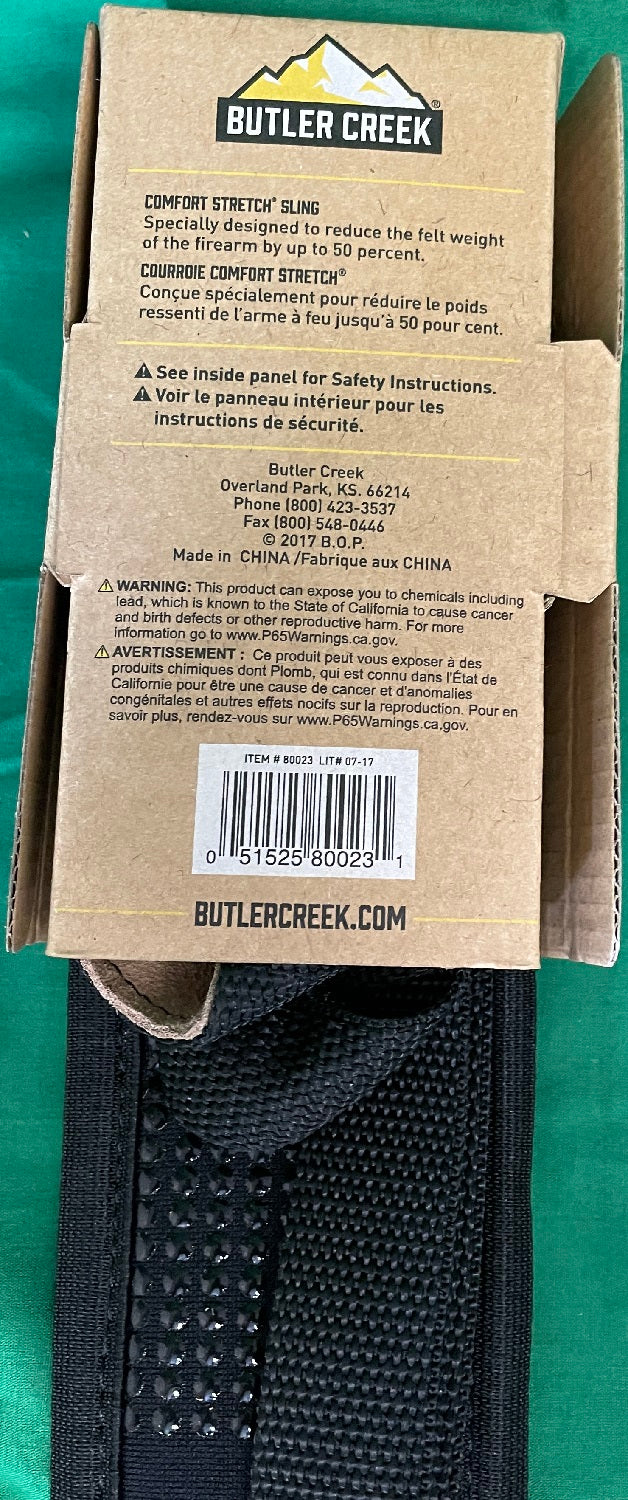 BUTLER CREEK®
COMFORT STRETCH® SLING
Specially designed to reduce the felt weight
of the firearm by up to 50 percent.
COURROIE COMFORT STRETCH®
Conçue spécialement pour réduire le poids
ressenti de l'arme à feu jusqu'à 50 pour cent.
⚠ See inside panel for Safety Instructions.
⚠ Voir le panneau intérieur pour les
instructions de sécurité.
Butler Creek
Overland Park, KS. 66214
Phone (800) 423-3537
Fax (800) 548-0446
© 2017 B.O.P.
Made in CHINA /Fabrique aux CHINA
⚠ WARNING: This product can expose you to chemicals including
lead, which is known to the State of California to cause cancer
and birth defects or other reproductive harm. For more
information go to www.P65Warnings.ca.gov.
⚠ AVERTISSEMENT : Ce produit peut vous exposer à des
produits chimiques dont Plomb, qui est connu dans l'État de
Californie pour être une cause de cancer et d'anomalies
congénitales et autres effets nocifs sur la reproduction. Pour en
savoir plus, rendez-vous sur www.P65Warnings.ca.gov.
ITEM # 80023 LIT# 07-17
0 51525 80023 1
BUTLERCREEK.COM